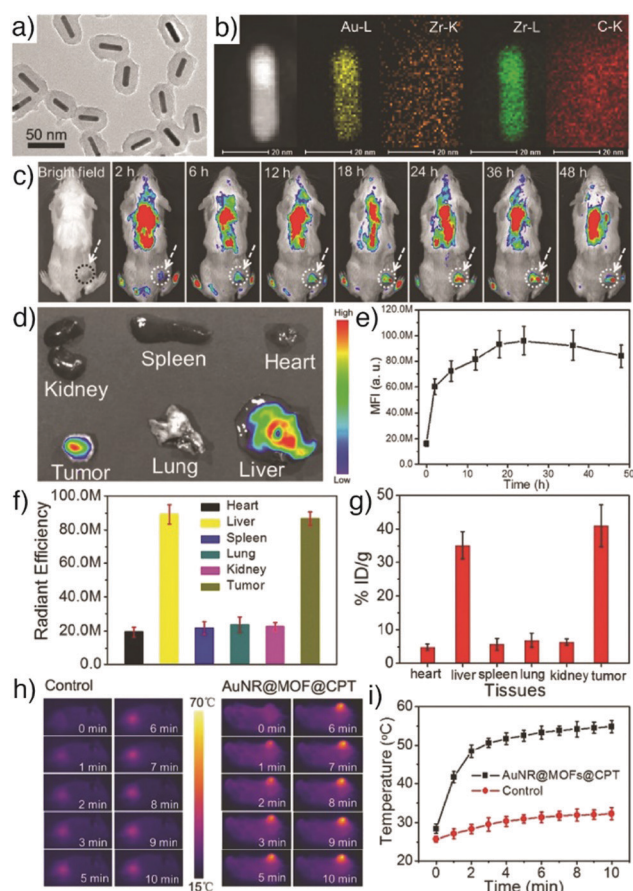 a)
50 nm
b)
Au-L
Zr-K
Zr-L
C-K
20 nm
20 nm
20 nm
20 nm
c)
Bright field
2 h
6 h
12 h
18 h
24 h
36 h
48 h
d)
Kidney
Spleen
Heart
Tumor
Lung
Liver
High
Low
e)
MFI (a. u.)
100.0M
80.0M
60.0M
40.0M
20.0M
0.0
0
10
20
30
40
50
Time (h)
f)
Radiant Efficiency
100.0M
80.0M
60.0M
40.0M
20.0M
0.0
Heart
Liver
Spleen
Lung
Kidney
Tumor
g)
% ID/g
60
40
20
0
heart
liver
spleen
lung
kidney
tumor
Tissues
h)
Control
0 min
6 min
1 min
7 min
2 min
8 min
3 min
9 min
5 min
10 min
70℃
15℃
AuNR@MOF@CPT
0 min
6 min
1 min
7 min
2 min
8 min
3 min
9 min
5 min
10 min
i)
Temperature (°C)
60
50
40
30
20
AuNR@MOFs@CPT
Control
0
2
4
6
8
10
Time (min)